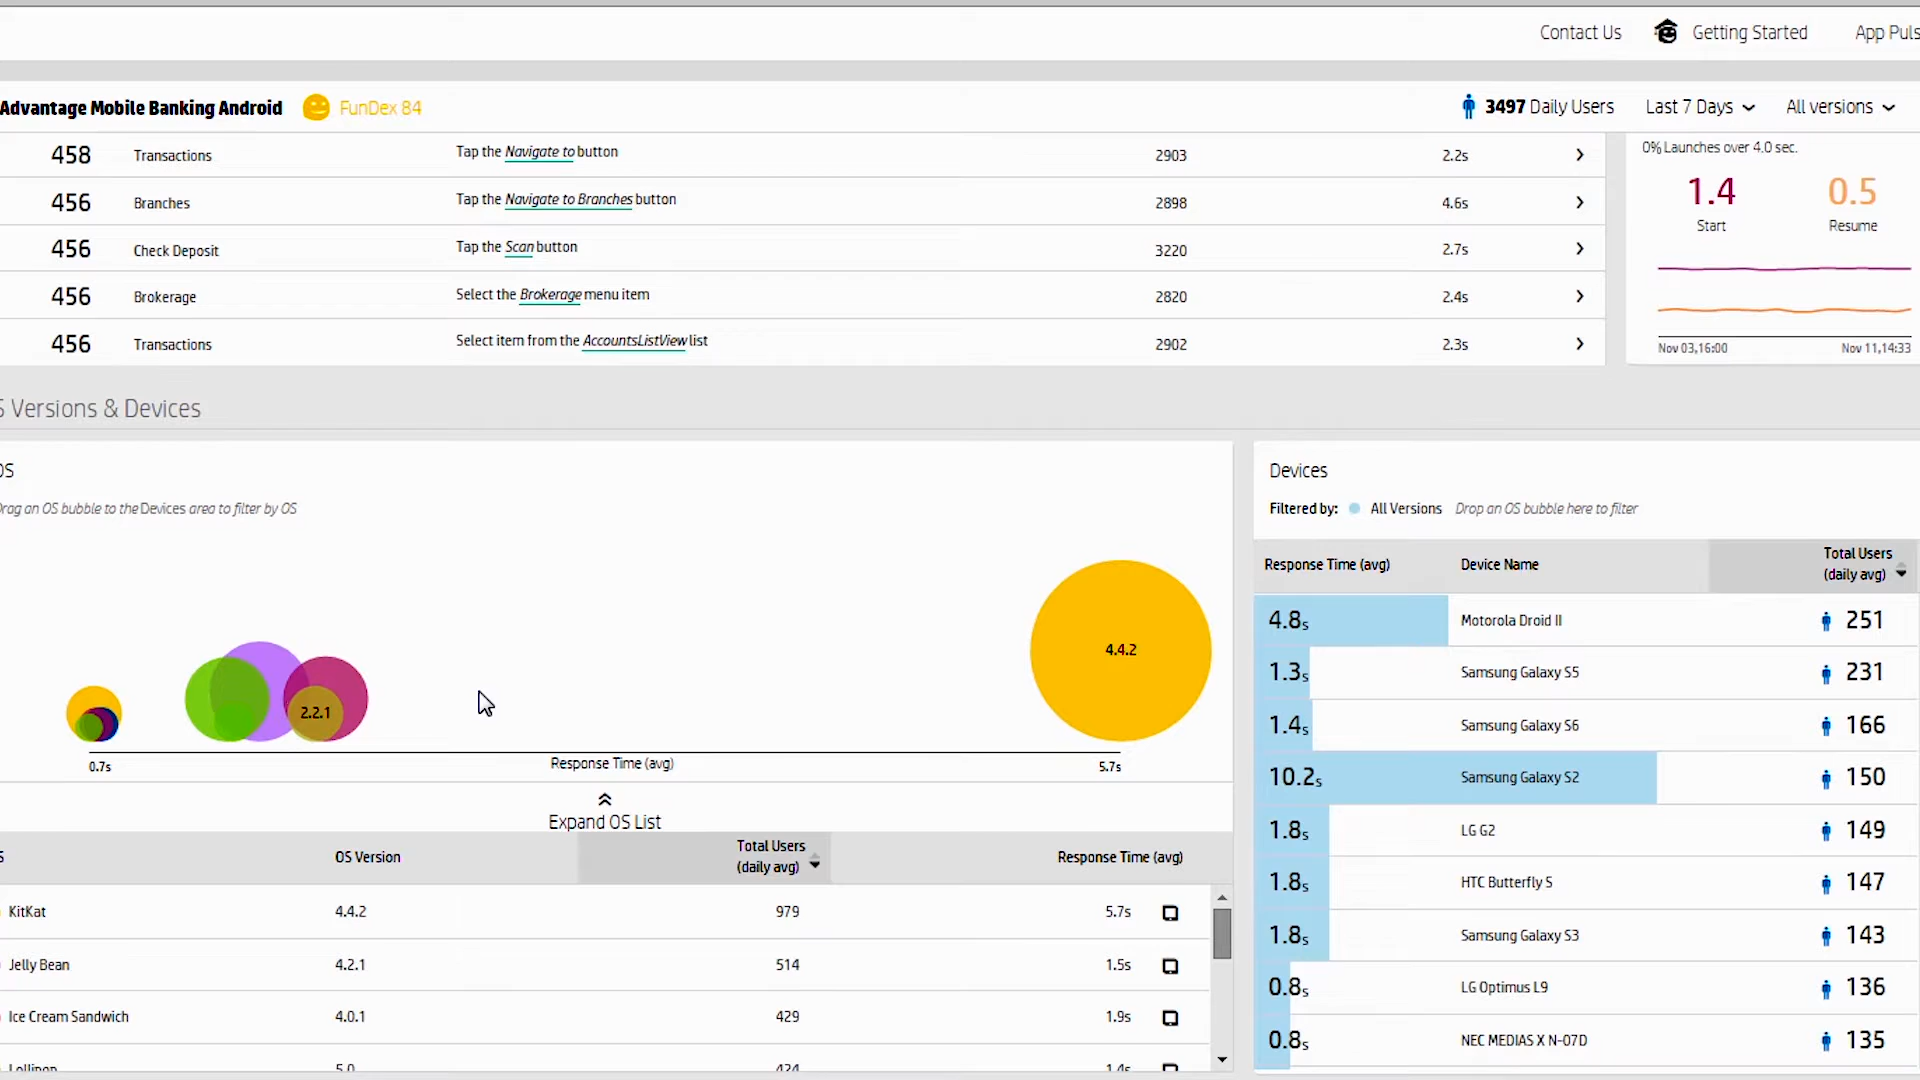 Contact Us Getting Started App Puls
Advantage Mobile Banking Android FunDex 84 3497 Daily Users Last 7 Days All versions
458 Transactions Tap the Navigate to button 2903 2.2s
456 Branches Tap the Navigate to Branches button 2898 4.6s
456 Check Deposit Tap the Scan button 3220 2.7s
456 Brokerage Select the Brokerage menu item 2820 2.4s
456 Transactions Select item from the AccountsListView list 2902 2.3s
0% Launches over 4.0 sec.
1.4 0.5
Start Resume
Nov 03,16:00 Nov 11,14:33
S Versions & Devices
OS
Drag an OS bubble to the Devices area to filter by OS
4.4.2
2.2.1
0.7s Response Time (avg) 5.7s
Expand OS List
S OS Version Total Users (daily avg) Response Time (avg)
KitKat 4.4.2 979 5.7s
Jelly Bean 4.2.1 514 1.5s
Ice Cream Sandwich 4.0.1 429 1.9s
Lollipop 5.0 424 1.4s
Devices
Filtered by: All Versions Drop an OS bubble here to filter
Response Time (avg) Device Name Total Users (daily avg)
4.8s Motorola Droid II 251
1.3s Samsung Galaxy S5 231
1.4s Samsung Galaxy S6 166
10.2s Samsung Galaxy S2 150
1.8s LG G2 149
1.8s HTC Butterfly S 147
1.8s Samsung Galaxy S3 143
0.8s LG Optimus L9 136
0.8s NEC MEDIAS X N-07D 135